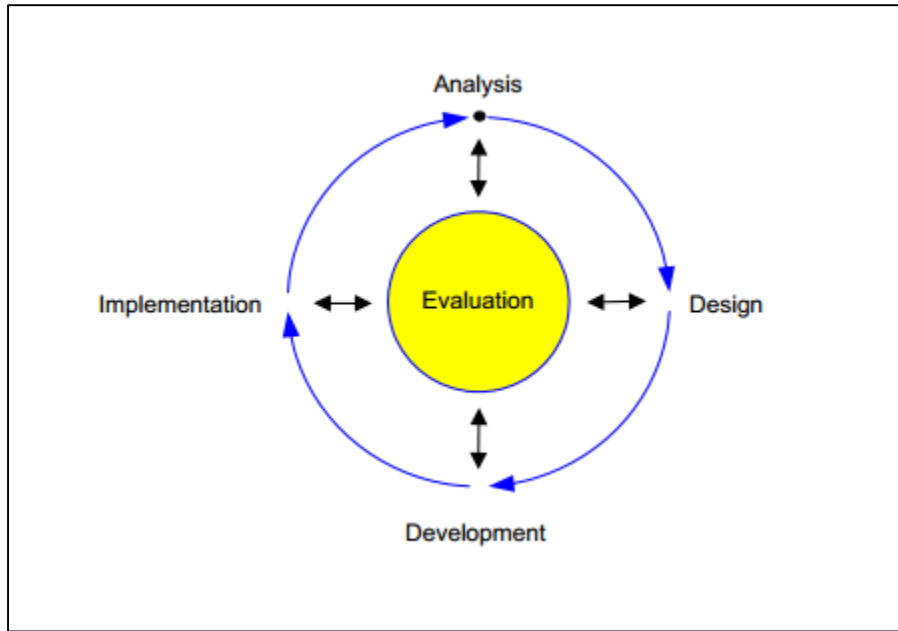 Analysis
Implementation
Evaluation
Design
Development